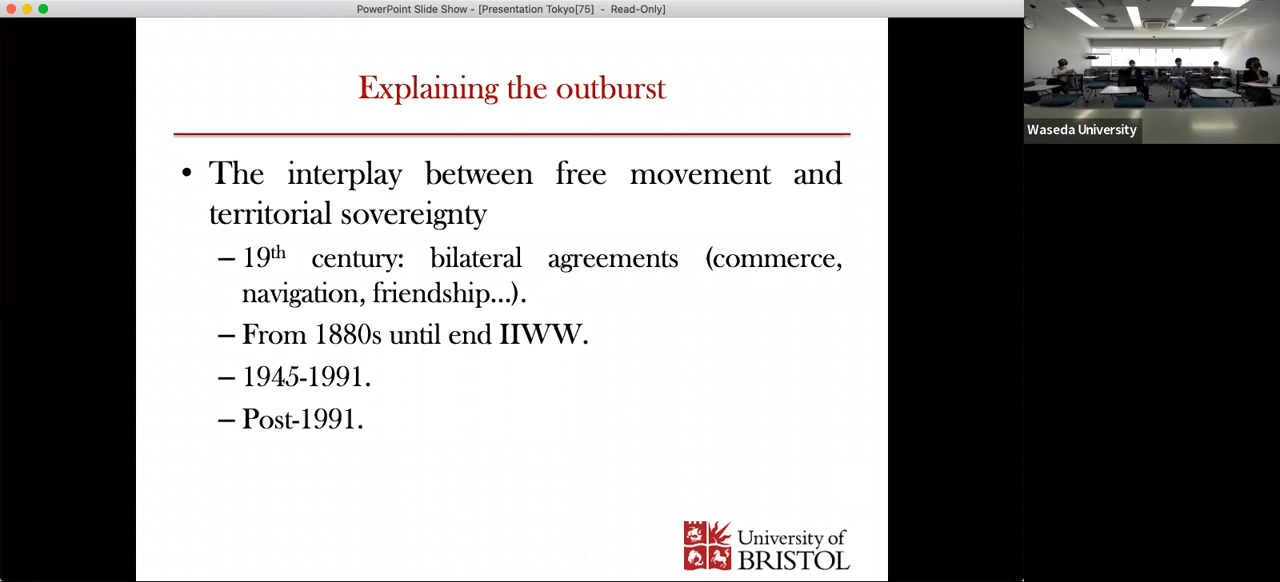 PowerPoint Slide Show - [Presentation Tokyo[75] - Read-Only]
Explaining the outburst
• The interplay between free movement and
territorial sovereignty
– 19th century: bilateral agreements (commerce,
navigation, friendship...).
– From 1880s until end IIWW.
– 1945-1991.
– Post-1991.
University of
BRISTOL
Waseda University